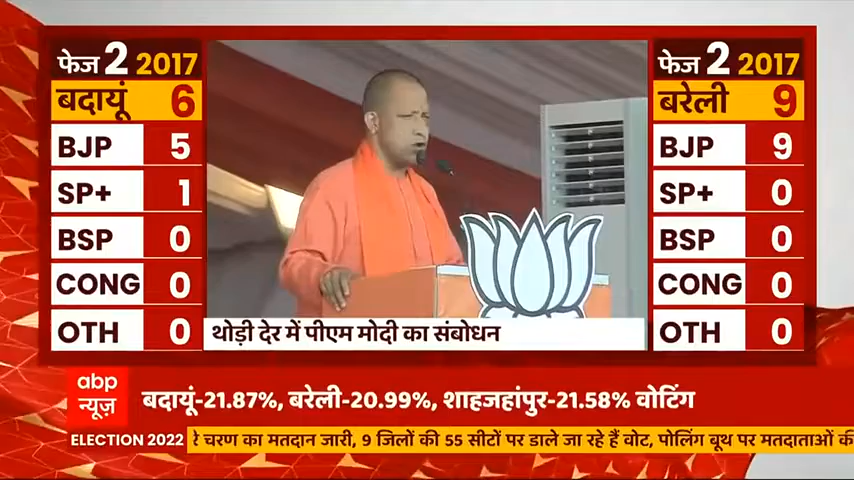 फेज 2 2017
बदायूं 6
BJP 5
SP+ 1
BSP 0
CONG 0
OTH 0
फेज 2 2017
बरेली 9
BJP 9
SP+ 0
BSP 0
CONG 0
OTH 0
थोड़ी देर में पीएम मोदी का संबोधन
abp
न्यूज़
बदायूं-21.87%, बरेली-20.99%, शाहजहांपुर-21.58% वोटिंग
ELECTION 2022
रे चरण का मतदान जारी, 9 जिलों की 55 सीटों पर डाले जा रहे हैं वोट, पोलिंग बूथ पर मतदाताओं की